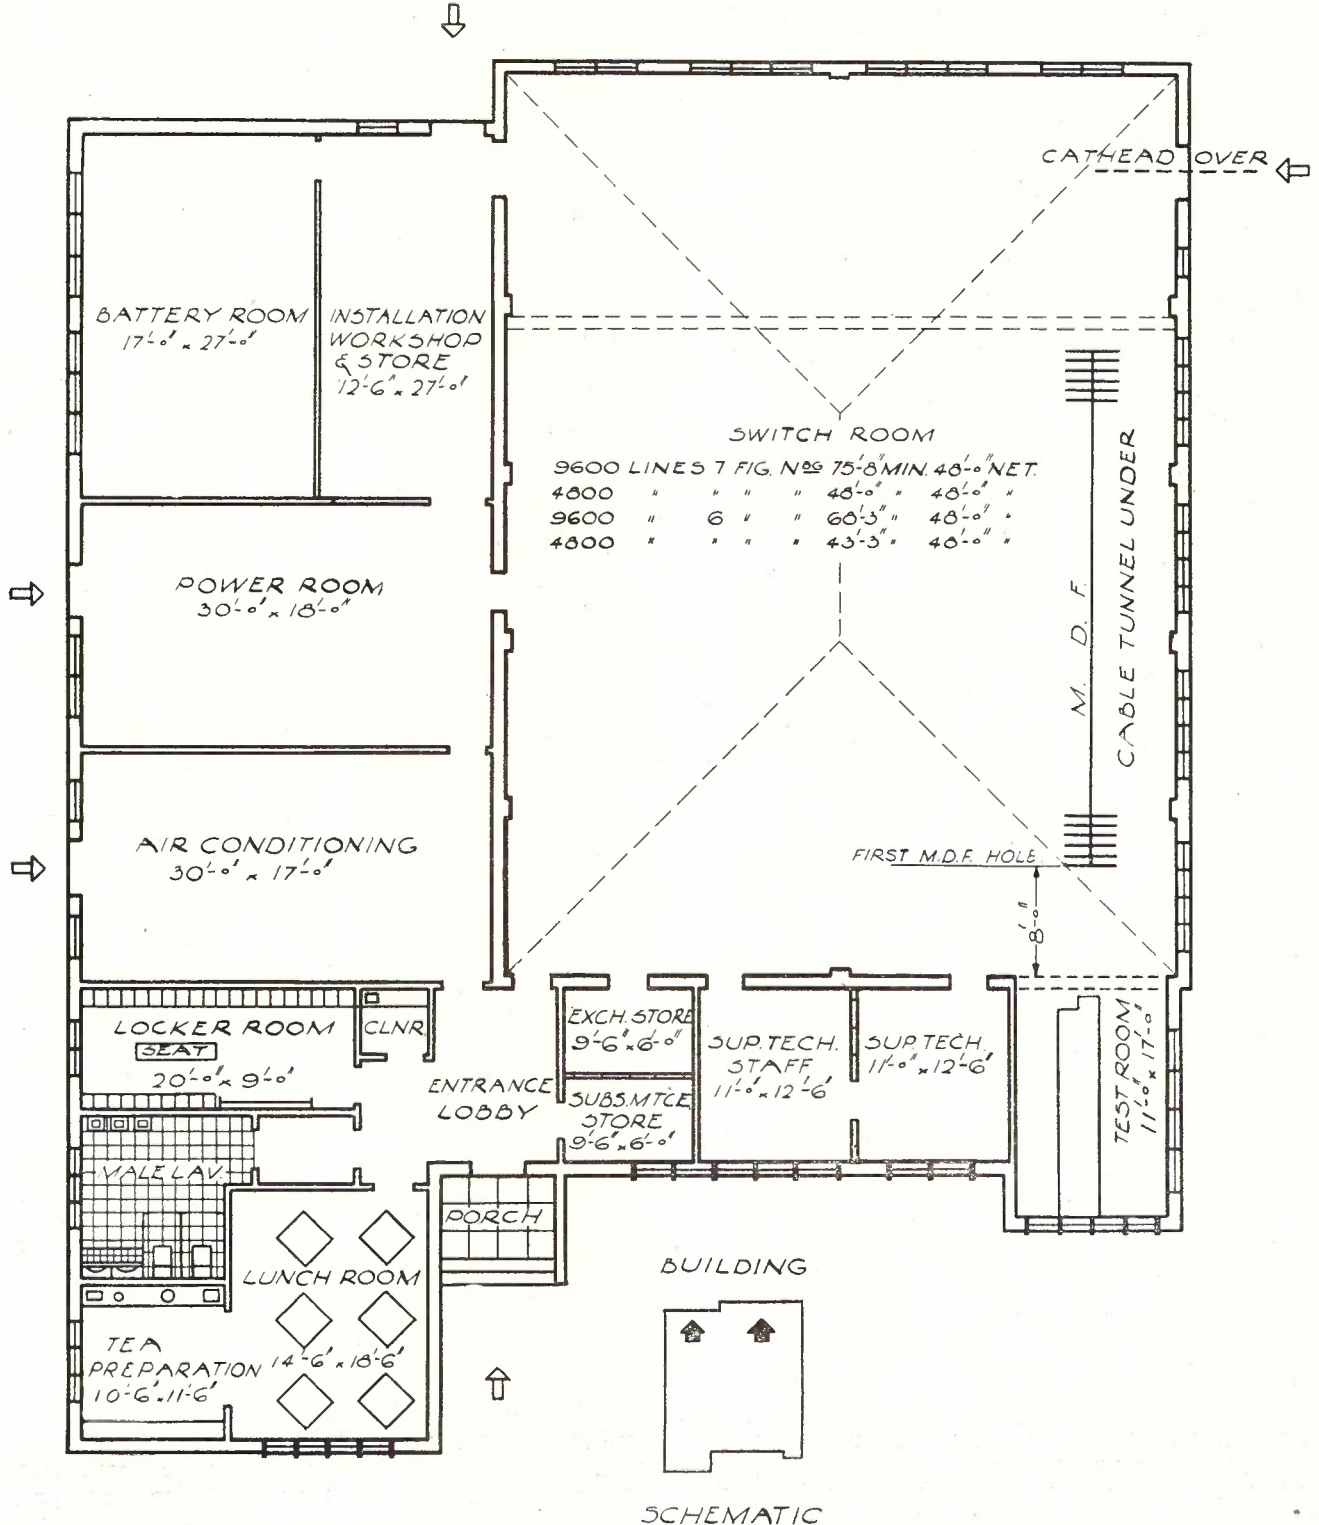 CATHEAD OVER
BATTERY ROOM
17'-0" x 27'-0"
INSTALLATION
WORKSHOP
& STORE
12'-6" x 27'-0"
SWITCH ROOM
9600 LINES 7 FIG. Nos 75'-8" MIN. 48'-0" NET.
4800 " " " " 48'-0" " 48'-0" "
9600 " 6 " " 68'-3" " 48'-0" "
4800 " " " " 43'-3" " 48'-0" "
M. D. F.
CABLE TUNNEL UNDER
POWER ROOM
30'-0" x 18'-0"
AIR CONDITIONING
30'-0" x 17'-0"
FIRST M.D.F. HOLE
8'-0"
LOCKER ROOM
SEAT
20'-0" x 9'-0"
CLNR.
ENTRANCE
LOBBY
EXCH. STORE
9'-6" x 6'-0"
SUBS. MTCE.
STORE
9'-6" x 6'-0"
SUP. TECH.
STAFF
11'-0" x 12'-6"
SUP. TECH.
11'-0" x 12'-6"
TEST ROOM
11'-0" x 17'-0"
MALE LAV.
PORCH
LUNCH ROOM
14'-6" x 18'-6"
TEA
PREPARATION
10'-6" x 11'-6"
BUILDING
SCHEMATIC